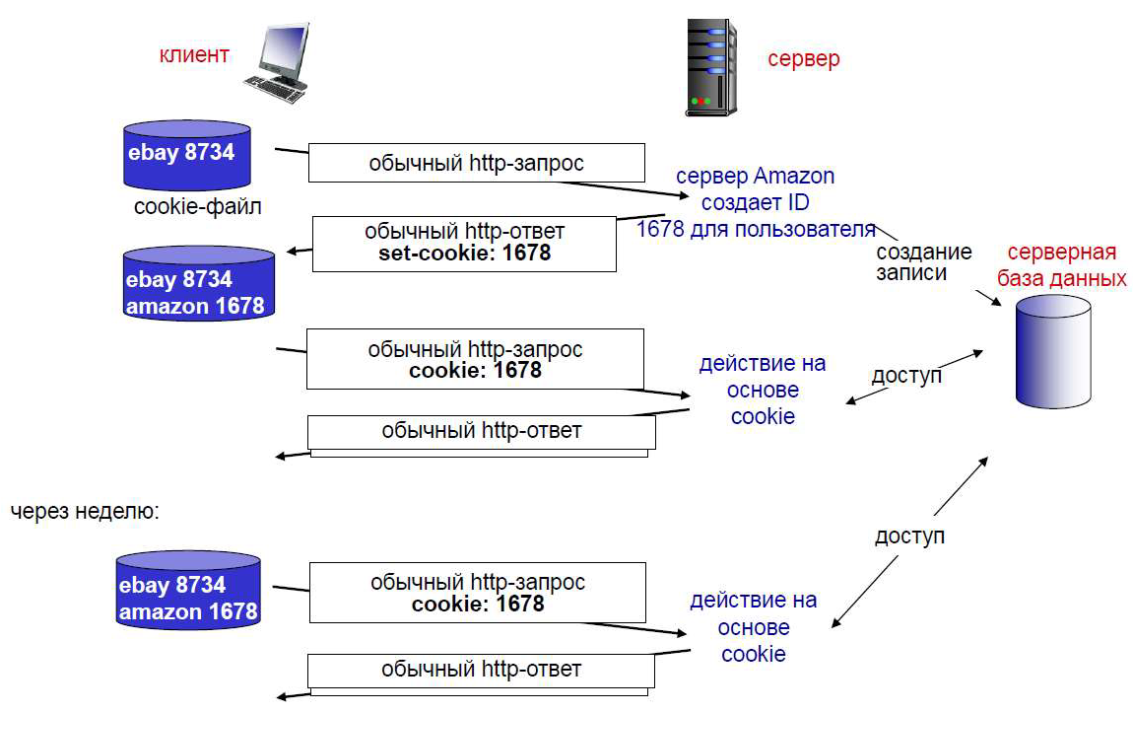 клиент
сервер
ebay 8734
cookie-файл
обычный http-запрос
сервер Amazon
создает ID
1678 для пользователя
обычный http-ответ
set-cookie: 1678
создание
записи
серверная
база данных
ebay 8734
amazon 1678
обычный http-запрос
cookie: 1678
действие на
основе
cookie
доступ
обычный http-ответ
через неделю:
доступ
ebay 8734
amazon 1678
обычный http-запрос
cookie: 1678
действие на
основе
cookie
обычный http-ответ